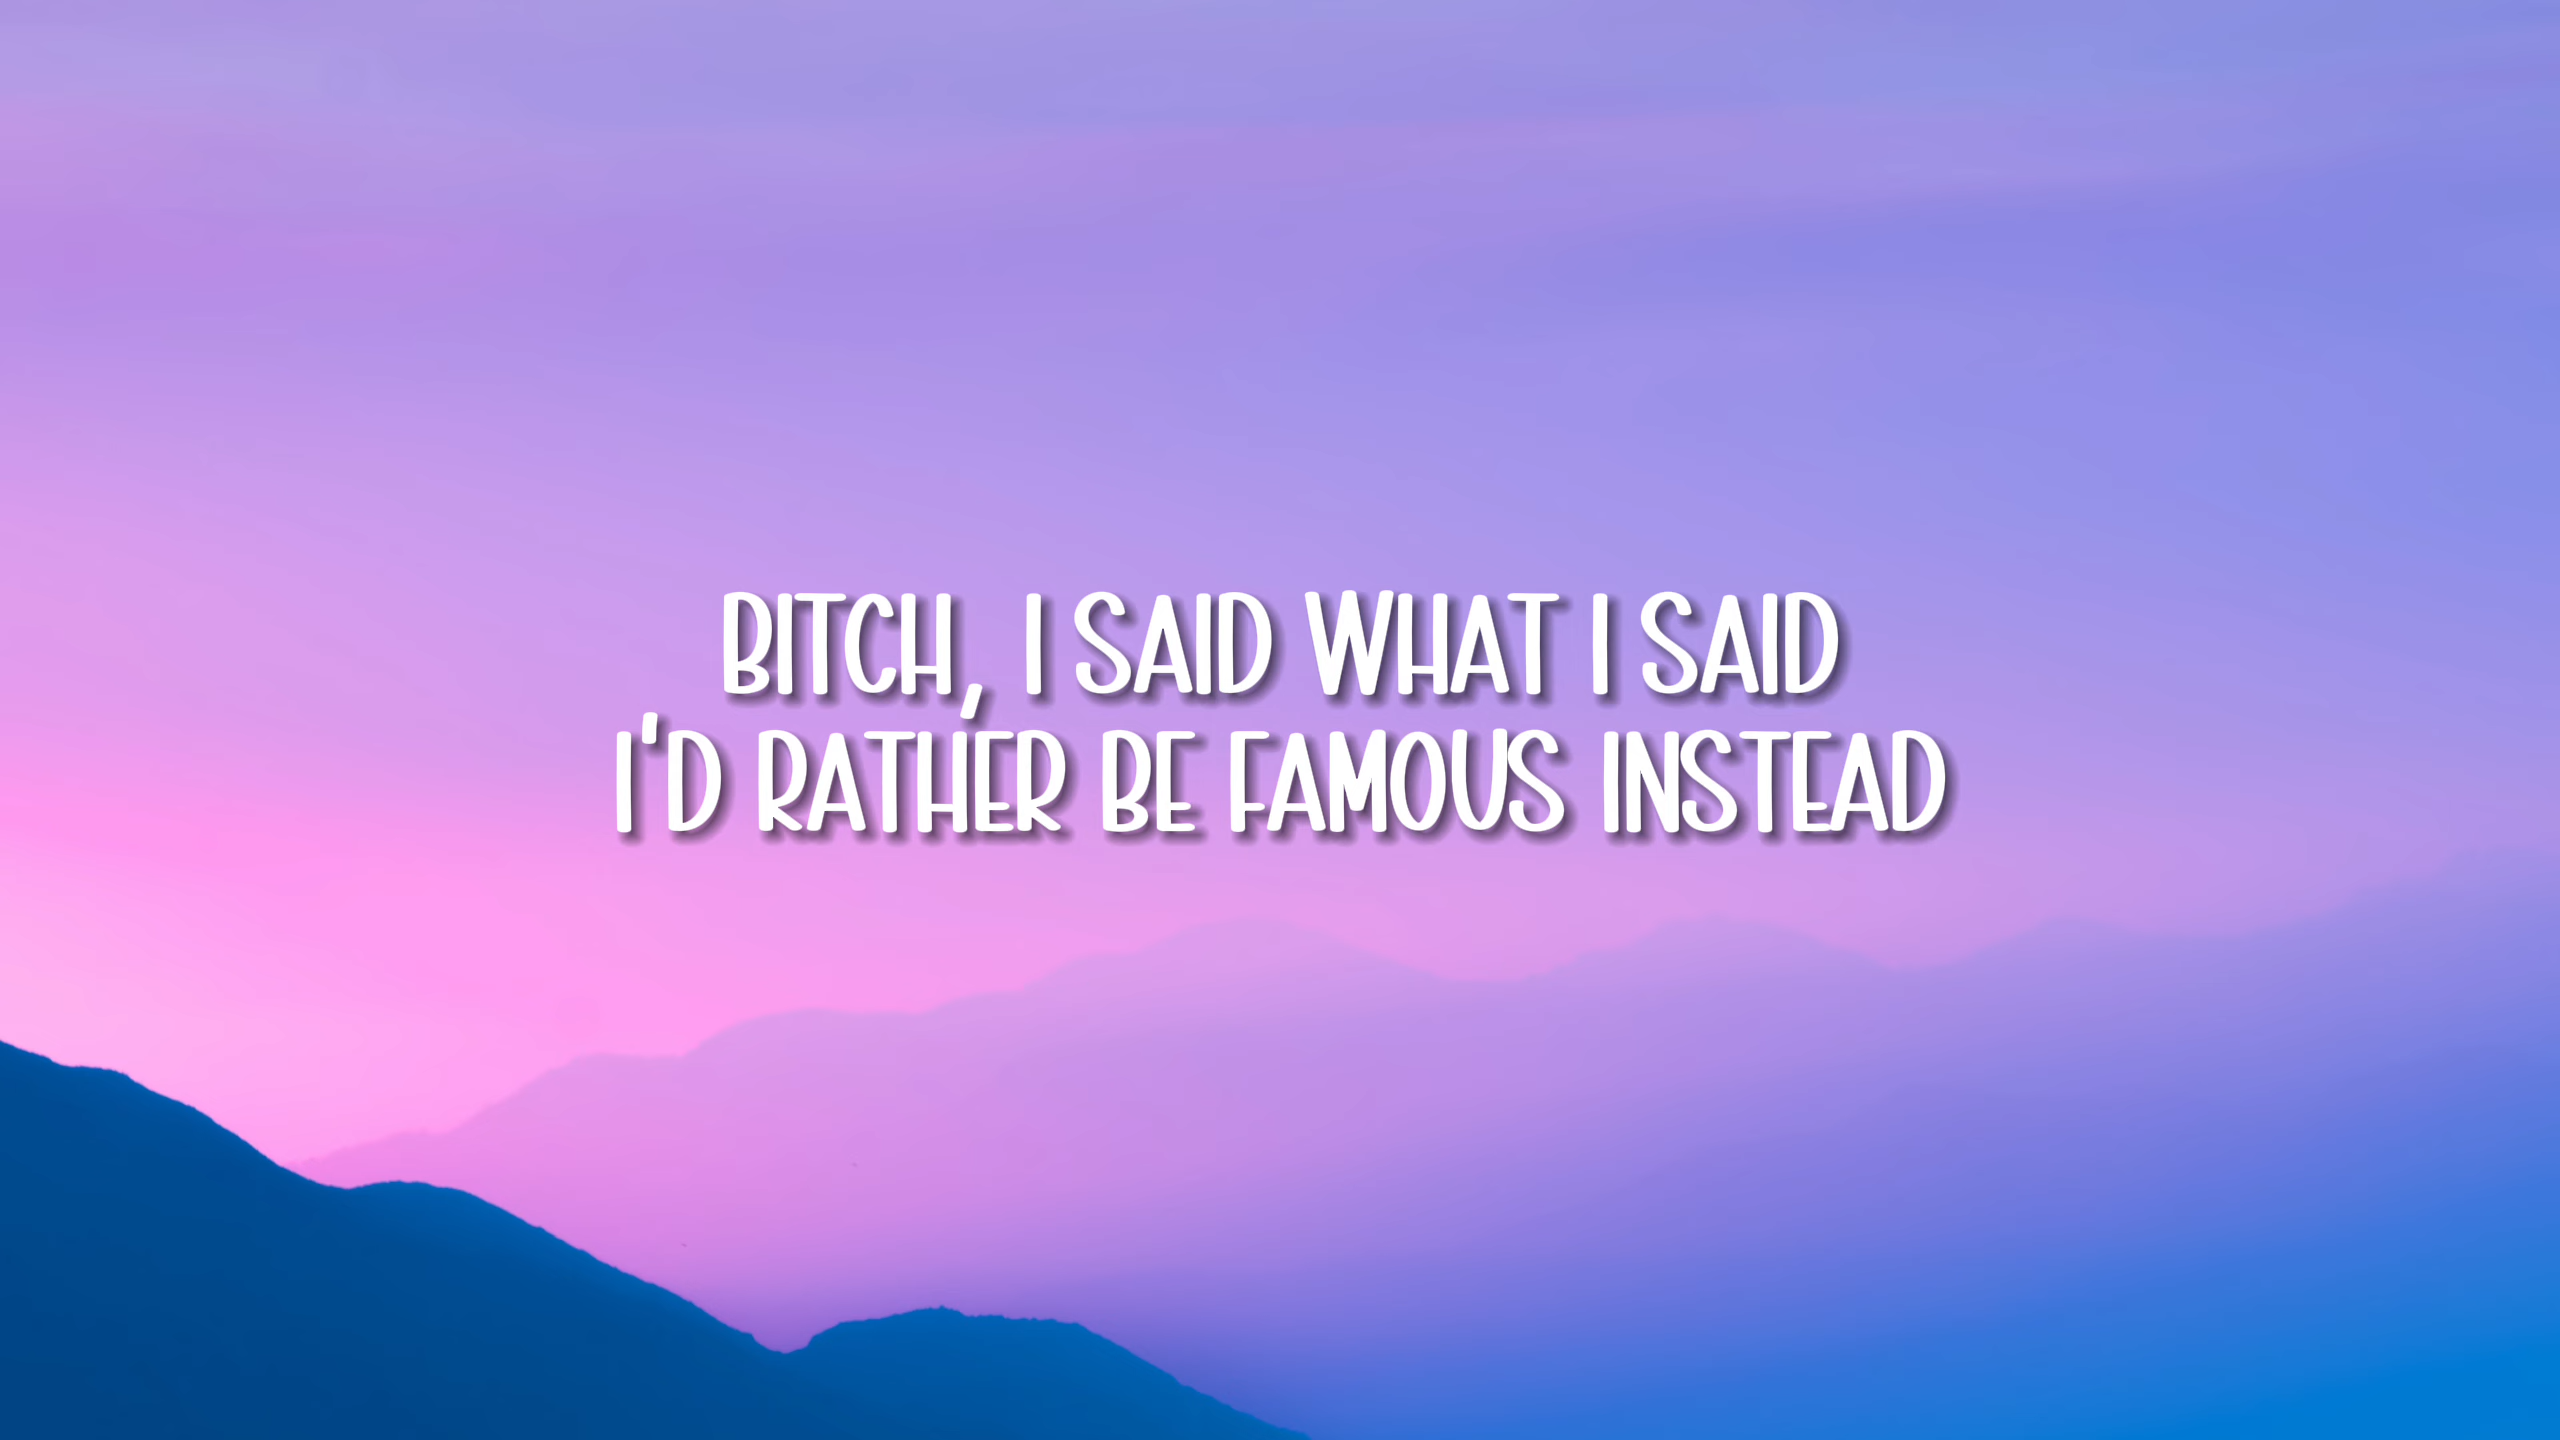 BITCH, I SAID WHAT I SAID
I'D RATHER BE FAMOUS INSTEAD